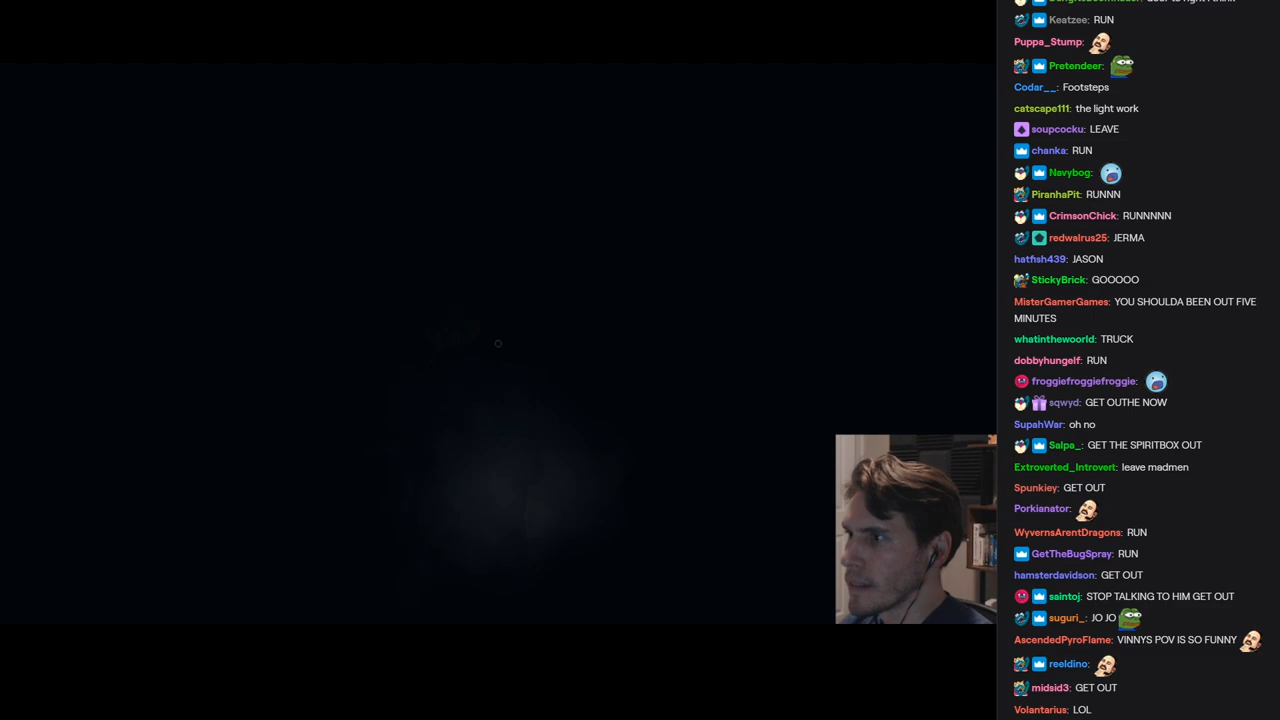 Keatzee: RUN
Puppa_Stump:
Pretendeer:
Codar__: Footsteps
catscape111: the light work
soupcocku: LEAVE
chanka: RUN
Navybog:
PiranhaPit: RUNNN
CrimsonChick: RUNNNNN
redwalrus25: JERMA
hatfish439: JASON
StickyBrick: GOOOOO
MisterGamerGames: YOU SHOULDA BEEN OUT FIVE
MINUTES
whatinthewoorld: TRUCK
dobbyhungelf: RUN
froggiefroggiefroggie:
sqwyd: GET OUTHE NOW
SupahWar: oh no
Salpa_: GET THE SPIRITBOX OUT
Extroverted_Introvert: leave madmen
Spunkiey: GET OUT
Porkianator:
WyvernsArentDragons: RUN
GetTheBugSpray: RUN
hamsterdavidson: GET OUT
saintoj: STOP TALKING TO HIM GET OUT
suguri_: JO JO
AscendedPyroFlame: VINNYS POV IS SO FUNNY
reeldino:
midsid3: GET OUT
Volantarius: LOL